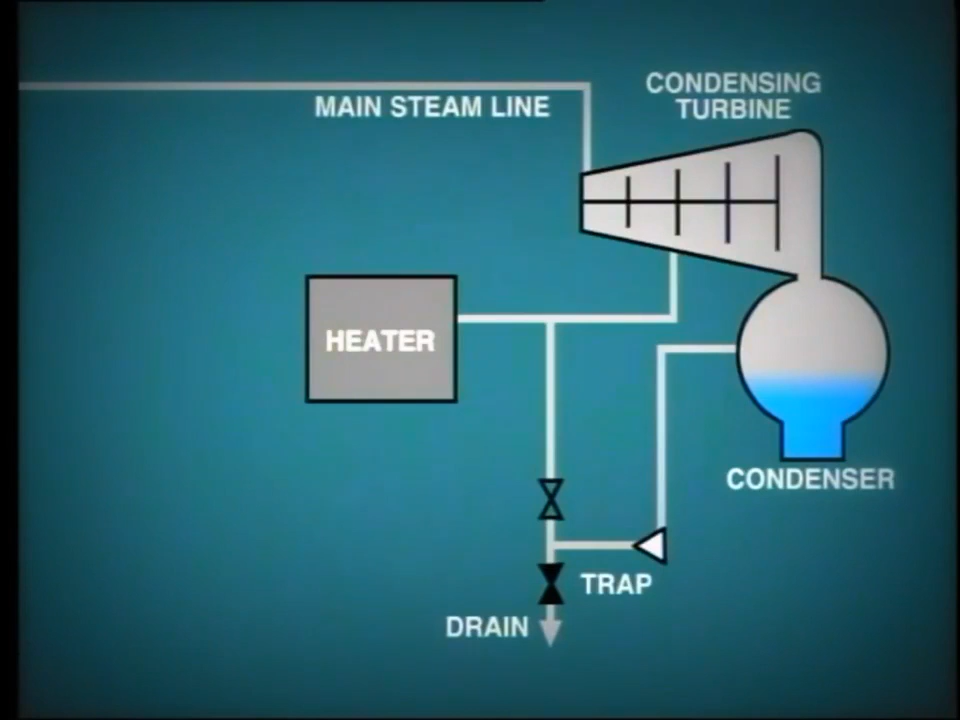 MAIN STEAM LINE
CONDENSING
TURBINE
HEATER
CONDENSER
TRAP
DRAIN